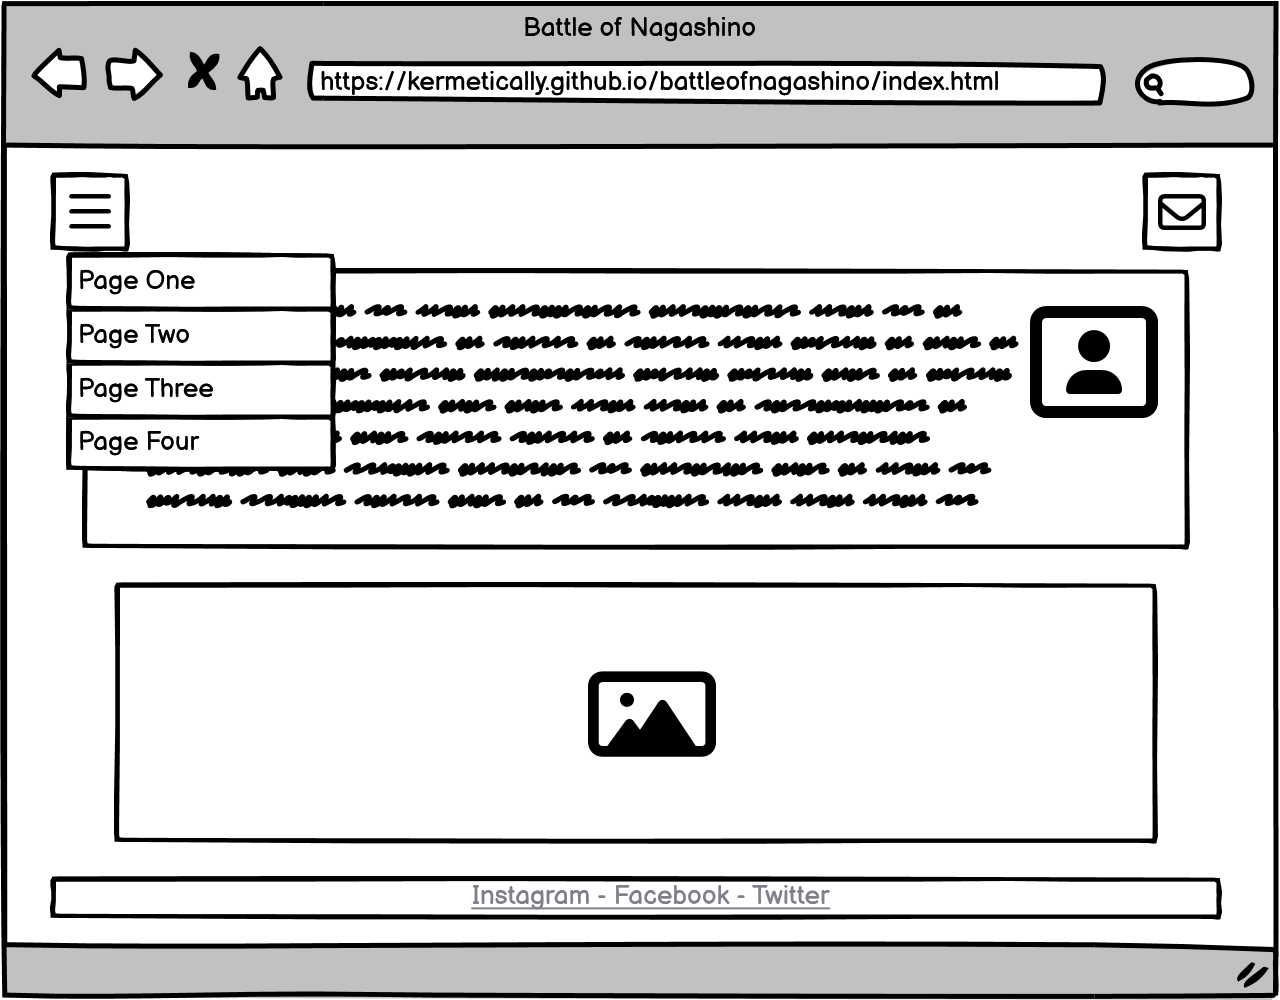 Battle of Nagashino
https://kermetically.github.io/battleofnagashino/index.html
Page One
Page Two
Page Three
Page Four
Instagram - Facebook - Twitter